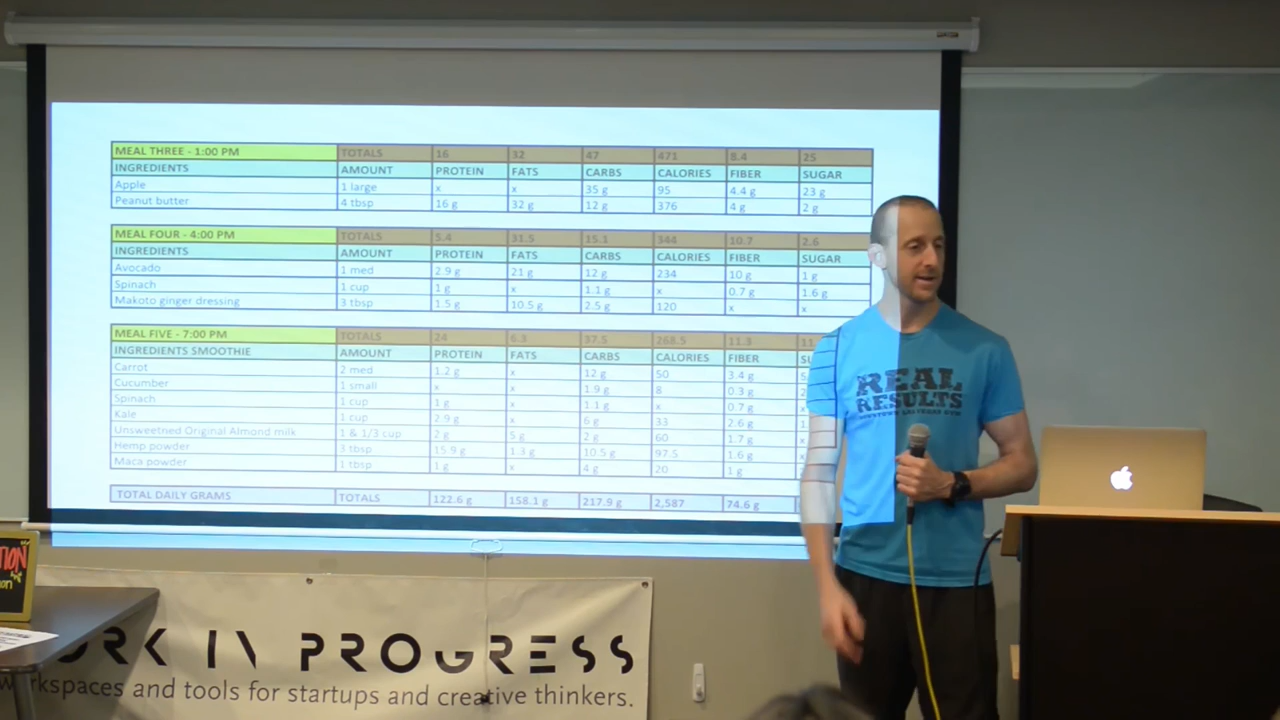 MEAL THREE - 1:00 PM TOTALS 16 32 47 471 8.4 25
INGREDIENTS AMOUNT PROTEIN FATS CARBS CALORIES FIBER SUGAR
Apple 1 large x x 35 g 95 4.4 g 23 g
Peanut butter 4 tbsp 16 g 32 g 12 g 376 4 g 2 g
MEAL FOUR - 4:00 PM TOTALS 5.4 31.5 15.1 344 10.7 2.6
INGREDIENTS AMOUNT PROTEIN FATS CARBS CALORIES FIBER SUGAR
Avocado 1 med 2.9 g 21 g 12 g 234 10 g 1 g
Spinach 1 cup 1 g x 1.1 g x 0.7 g 1.6 g
Makoto ginger dressing 3 tbsp 1.5 g 10.5 g 2.5 g 120 x x
MEAL FIVE - 7:00 PM TOTALS 24 6.3 37.5 268.5 11.3
INGREDIENTS SMOOTHIE AMOUNT PROTEIN FATS CARBS CALORIES FIBER SU
Carrot 2 med 1.2 g x 12 g 50 3.4 g
Cucumber 1 small x x 1.9 g 8 0.3 g
Spinach 1 cup 1 g x 1.1 g x 0.7 g
Kale 1 cup 2.9 g x 6 g 33 2.6 g
Unsweetned Original Almond milk 1 & 1/3 cup 2 g 5 g 2 g 60 1.7 g
Hemp powder 3 tbsp 15.9 g 1.3 g 10.5 g 97.5 1.6 g
Maca powder 1 tbsp 1 g x 4 g 20 1 g
TOTAL DAILY GRAMS TOTALS 122.6 g 158.1 g 217.9 g 2,587 74.6 g
REAL
RESULTS
TION
ORK IN PROGRESS
workspaces and tools for startups and creative thinkers.